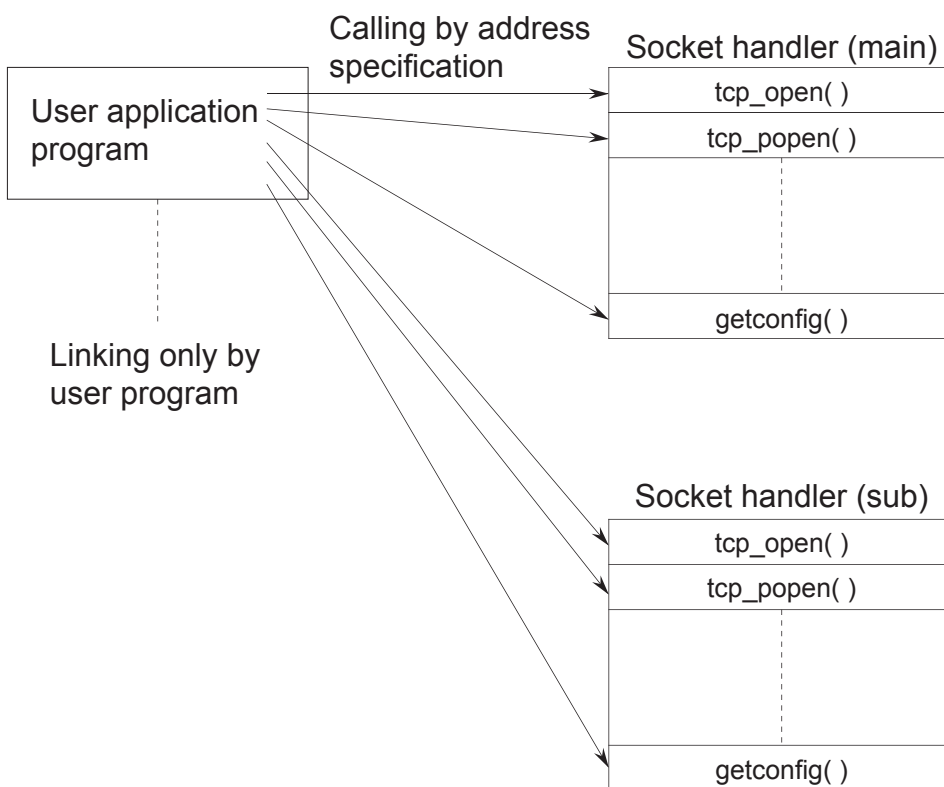 Calling by address
specification
Socket handler (main)
User application
program
tcp_open( )
tcp_popen( )
getconfig( )
Linking only by
user program
Socket handler (sub)
tcp_open( )
tcp_popen( )
getconfig( )